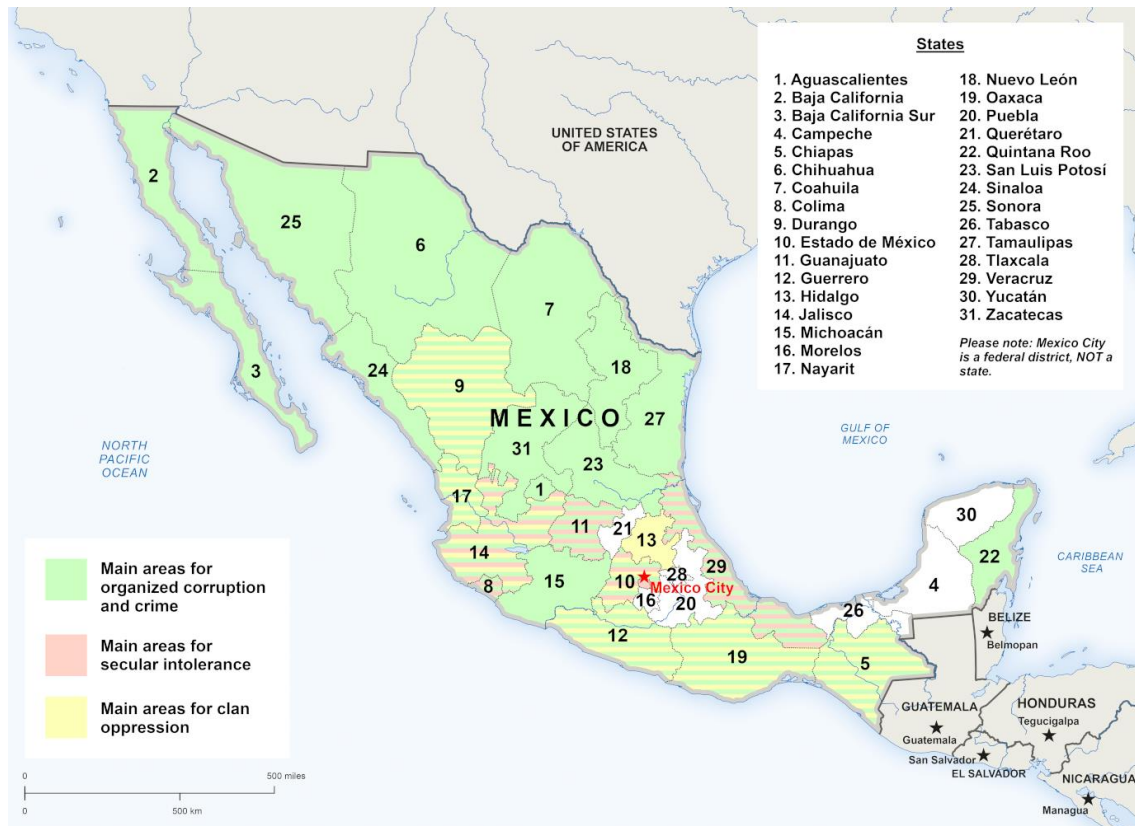 States
1. Aguascalientes
2. Baja California
3. Baja California Sur
4. Campeche
5. Chiapas
6. Chihuahua
7. Coahuila
8. Colima
9. Durango
10. Estado de México
11. Guanajuato
12. Guerrero
13. Hidalgo
14. Jalisco
15. Michoacán
16. Morelos
17. Nayarit
18. Nuevo León
19. Oaxaca
20. Puebla
21. Querétaro
22. Quintana Roo
23. San Luis Potosí
24. Sinaloa
25. Sonora
26. Tabasco
27. Tamaulipas
28. Tlaxcala
29. Veracruz
30. Yucatán
31. Zacatecas
Please note: Mexico City
is a federal district, NOT a
state.
UNITED STATES
OF AMERICA
2
25
6
7
3
24
9
18
MEXICO
27
31
23
NORTH
PACIFIC
OCEAN
GULF OF
MEXICO
17
1
11
21
13
30
14
22
CARIBBEAN
SEA
8
15
10
28
29
Mexico City
16
20
4
26
12
19
5
BELIZE
Belmopan
GUATEMALA
Guatemala
HONDURAS
Tegucigalpa
San Salvador
EL SALVADOR
NICARAGUA
Managua
Main areas for
organized corruption
and crime
Main areas for
secular intolerance
Main areas for clan
oppression
0
500 miles
0
500 km